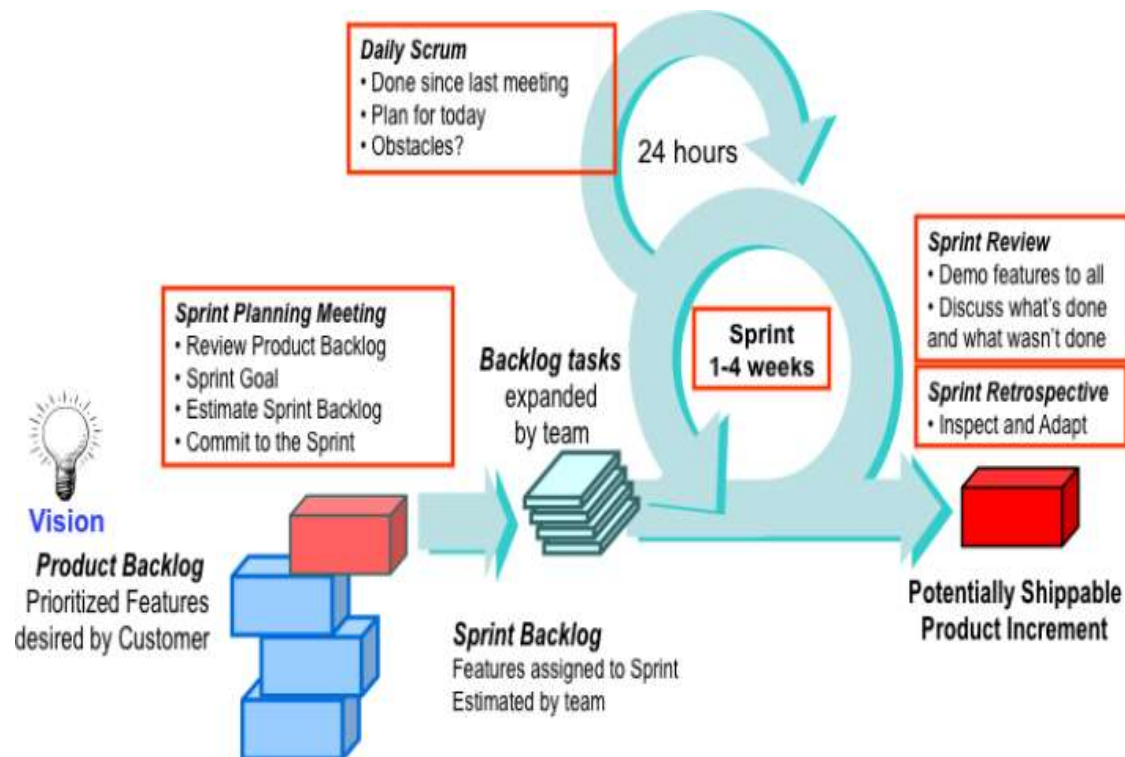 Daily Scrum
• Done since last meeting
• Plan for today
• Obstacles?
24 hours
Sprint Planning Meeting
• Review Product Backlog
• Sprint Goal
• Estimate Sprint Backlog
• Commit to the Sprint
Backlog tasks
expanded
by team
Sprint
1-4 weeks
Sprint Review
• Demo features to all
• Discuss what's done
and what wasn't done
Sprint Retrospective
• Inspect and Adapt
Vision
Product Backlog
Prioritized Features
desired by Customer
Sprint Backlog
Features assigned to Sprint
Estimated by team
Potentially Shippable
Product Increment